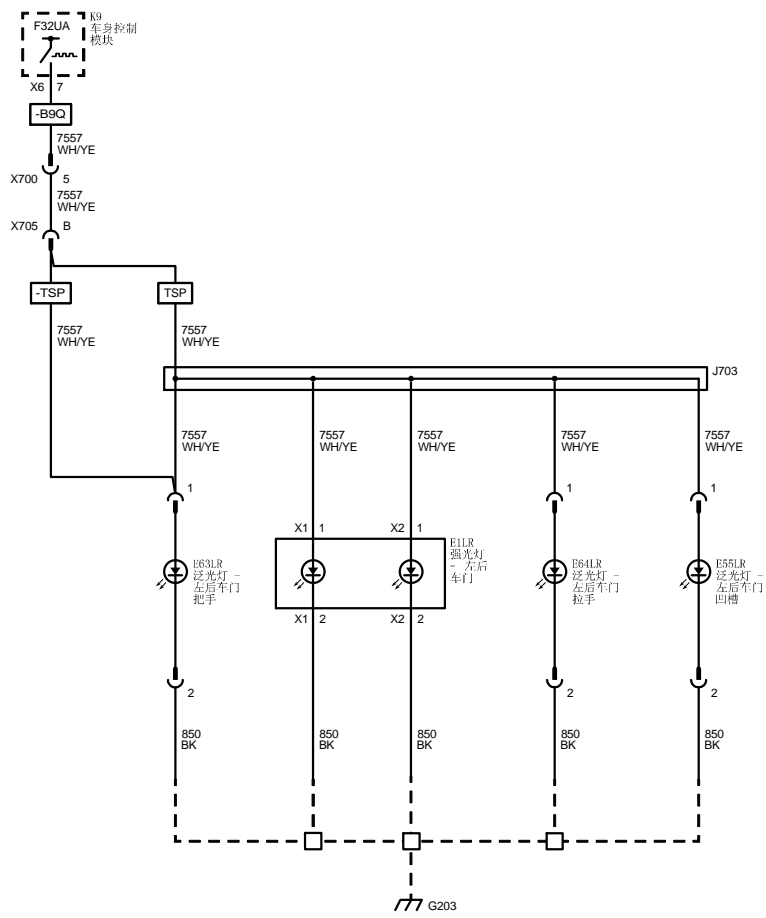 F32UA
K9
车身控制
模块
X6 7
-B9Q
7557
WH/YE
X700 5
7557
WH/YE
X705 B
-TSP
TSP
7557
WH/YE
7557
WH/YE
J703
7557
WH/YE
7557
WH/YE
7557
WH/YE
7557
WH/YE
7557
WH/YE
1
1
1
X1 1
X2 1
E1LR
强光灯
- 左后
车门
E63LR
泛光灯 -
左后车门
把手
E64LR
泛光灯 -
左后车门
拉手
E55LR
泛光灯 -
左后车门
凹槽
X1 2
X2 2
2
2
2
850
BK
850
BK
850
BK
850
BK
850
BK
G203